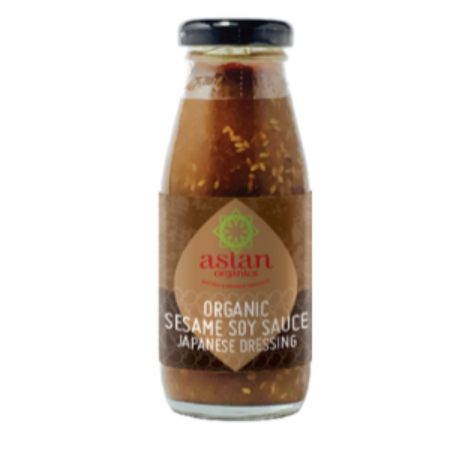 asian
organics
ORGANIC
SESAME SOY SAUCE
JAPANESE DRESSING